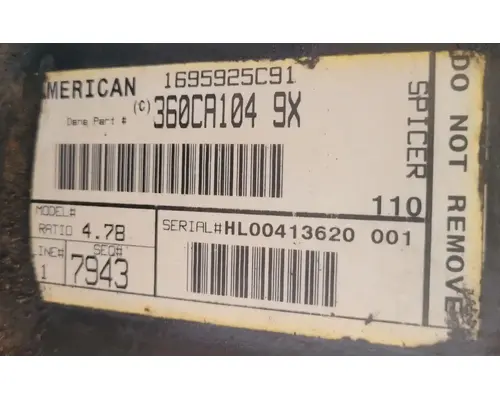 AMERICAN 1695925C91
(C) 360CA104 9X
Dana Part #
SPICER
110
MODEL#
RATIO 4.78
SERIAL# HL00413620 001
LINE# SEQ#
1 7943
DO NOT REMOVE